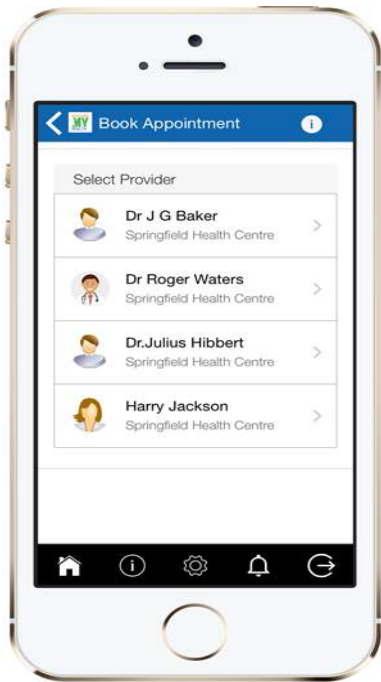 MY
Book Appointment
i
Select Provider
Dr J G Baker
Springfield Health Centre
Dr Roger Waters
Springfield Health Centre
Dr.Julius Hibbert
Springfield Health Centre
Harry Jackson
Springfield Health Centre
i